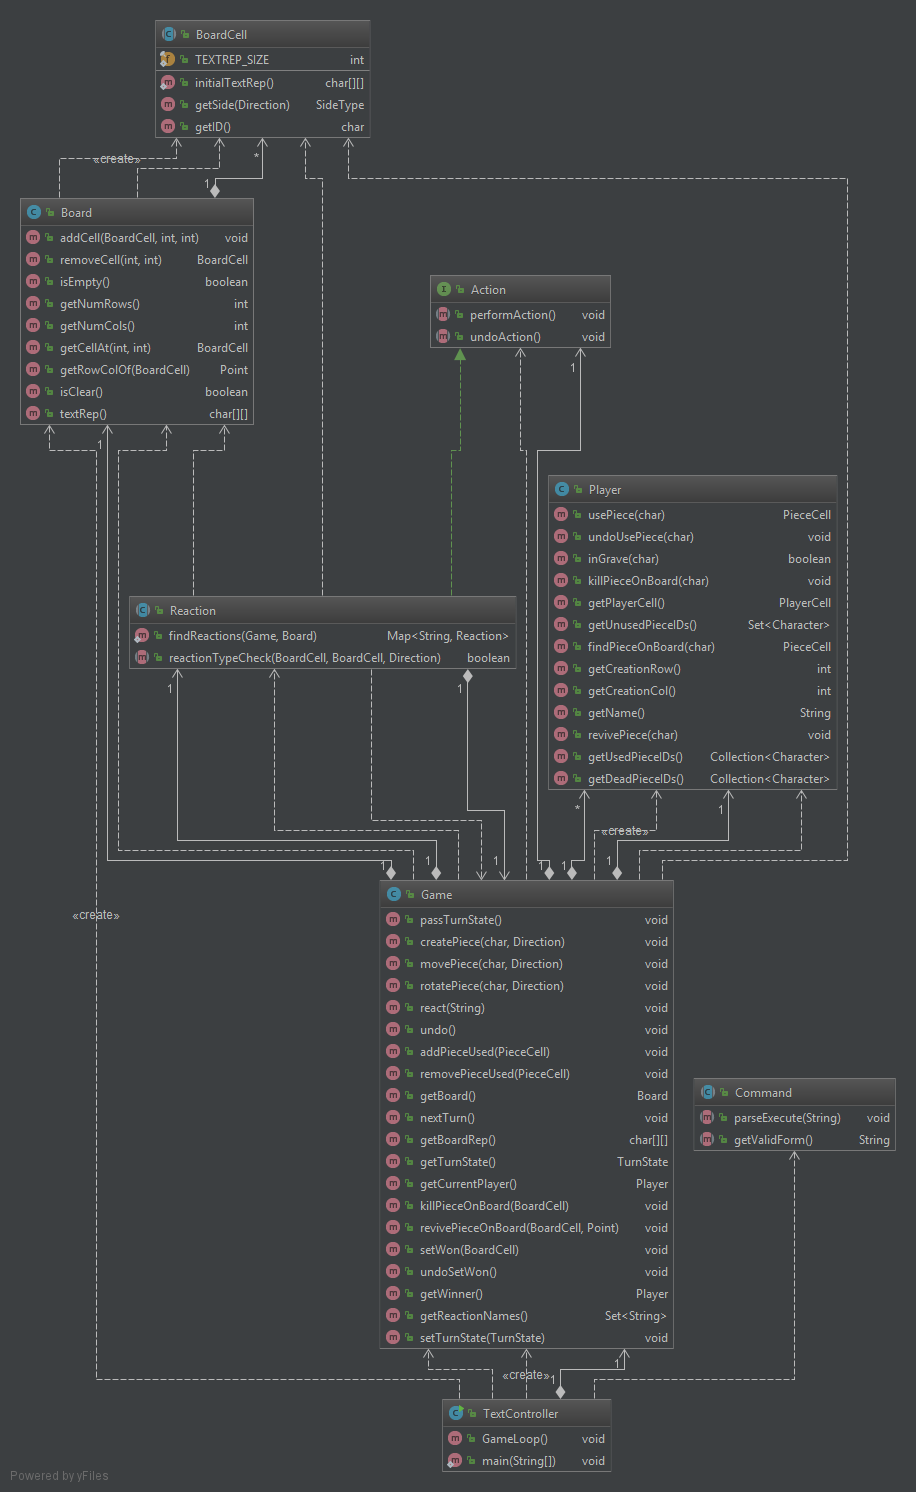 BoardCell
TEXTREP_SIZE int
initialTextRep() char[][]
getSide(Direction) SideType
getID() char
«create»
*
1
Board
addCell(BoardCell, int, int) void
removeCell(int, int) BoardCell
isEmpty() boolean
getNumRows() int
getNumCols() int
getCellAt(int, int) BoardCell
getRowColOf(BoardCell) Point
isClear() boolean
textRep() char[][]
1
Action
performAction() void
undoAction() void
1
Player
usePiece(char) PieceCell
undoUsePiece(char) void
inGrave(char) boolean
killPieceOnBoard(char) void
getPlayerCell() PlayerCell
getUnusedPieceIDs() Set<Character>
findPieceOnBoard(char) PieceCell
getCreationRow() int
getCreationCol() int
getName() String
revivePiece(char) void
getUsedPieceIDs() Collection<Character>
getDeadPieceIDs() Collection<Character>
Reaction
findReactions(Game, Board) Map<String, Reaction>
reactionTypeCheck(BoardCell, BoardCell, Direction) boolean
1 1
* 1
«create»
1 1 1 1 1 1
Game
passTurnState() void
createPiece(char, Direction) void
movePiece(char, Direction) void
rotatePiece(char, Direction) void
react(String) void
undo() void
addPieceUsed(PieceCell) void
removePieceUsed(PieceCell) void
getBoard() Board
nextTurn() void
getBoardRep() char[][]
getTurnState() TurnState
getCurrentPlayer() Player
killPieceOnBoard(BoardCell) void
revivePieceOnBoard(BoardCell, Point) void
setWon(BoardCell) void
undoSetWon() void
getWinner() Player
getReactionNames() Set<String>
setTurnState(TurnState) void
«create»
Command
parseExecute(String) void
getValidForm() String
1
«create» 1
TextController
GameLoop() void
main(String[]) void
Powered by yFiles